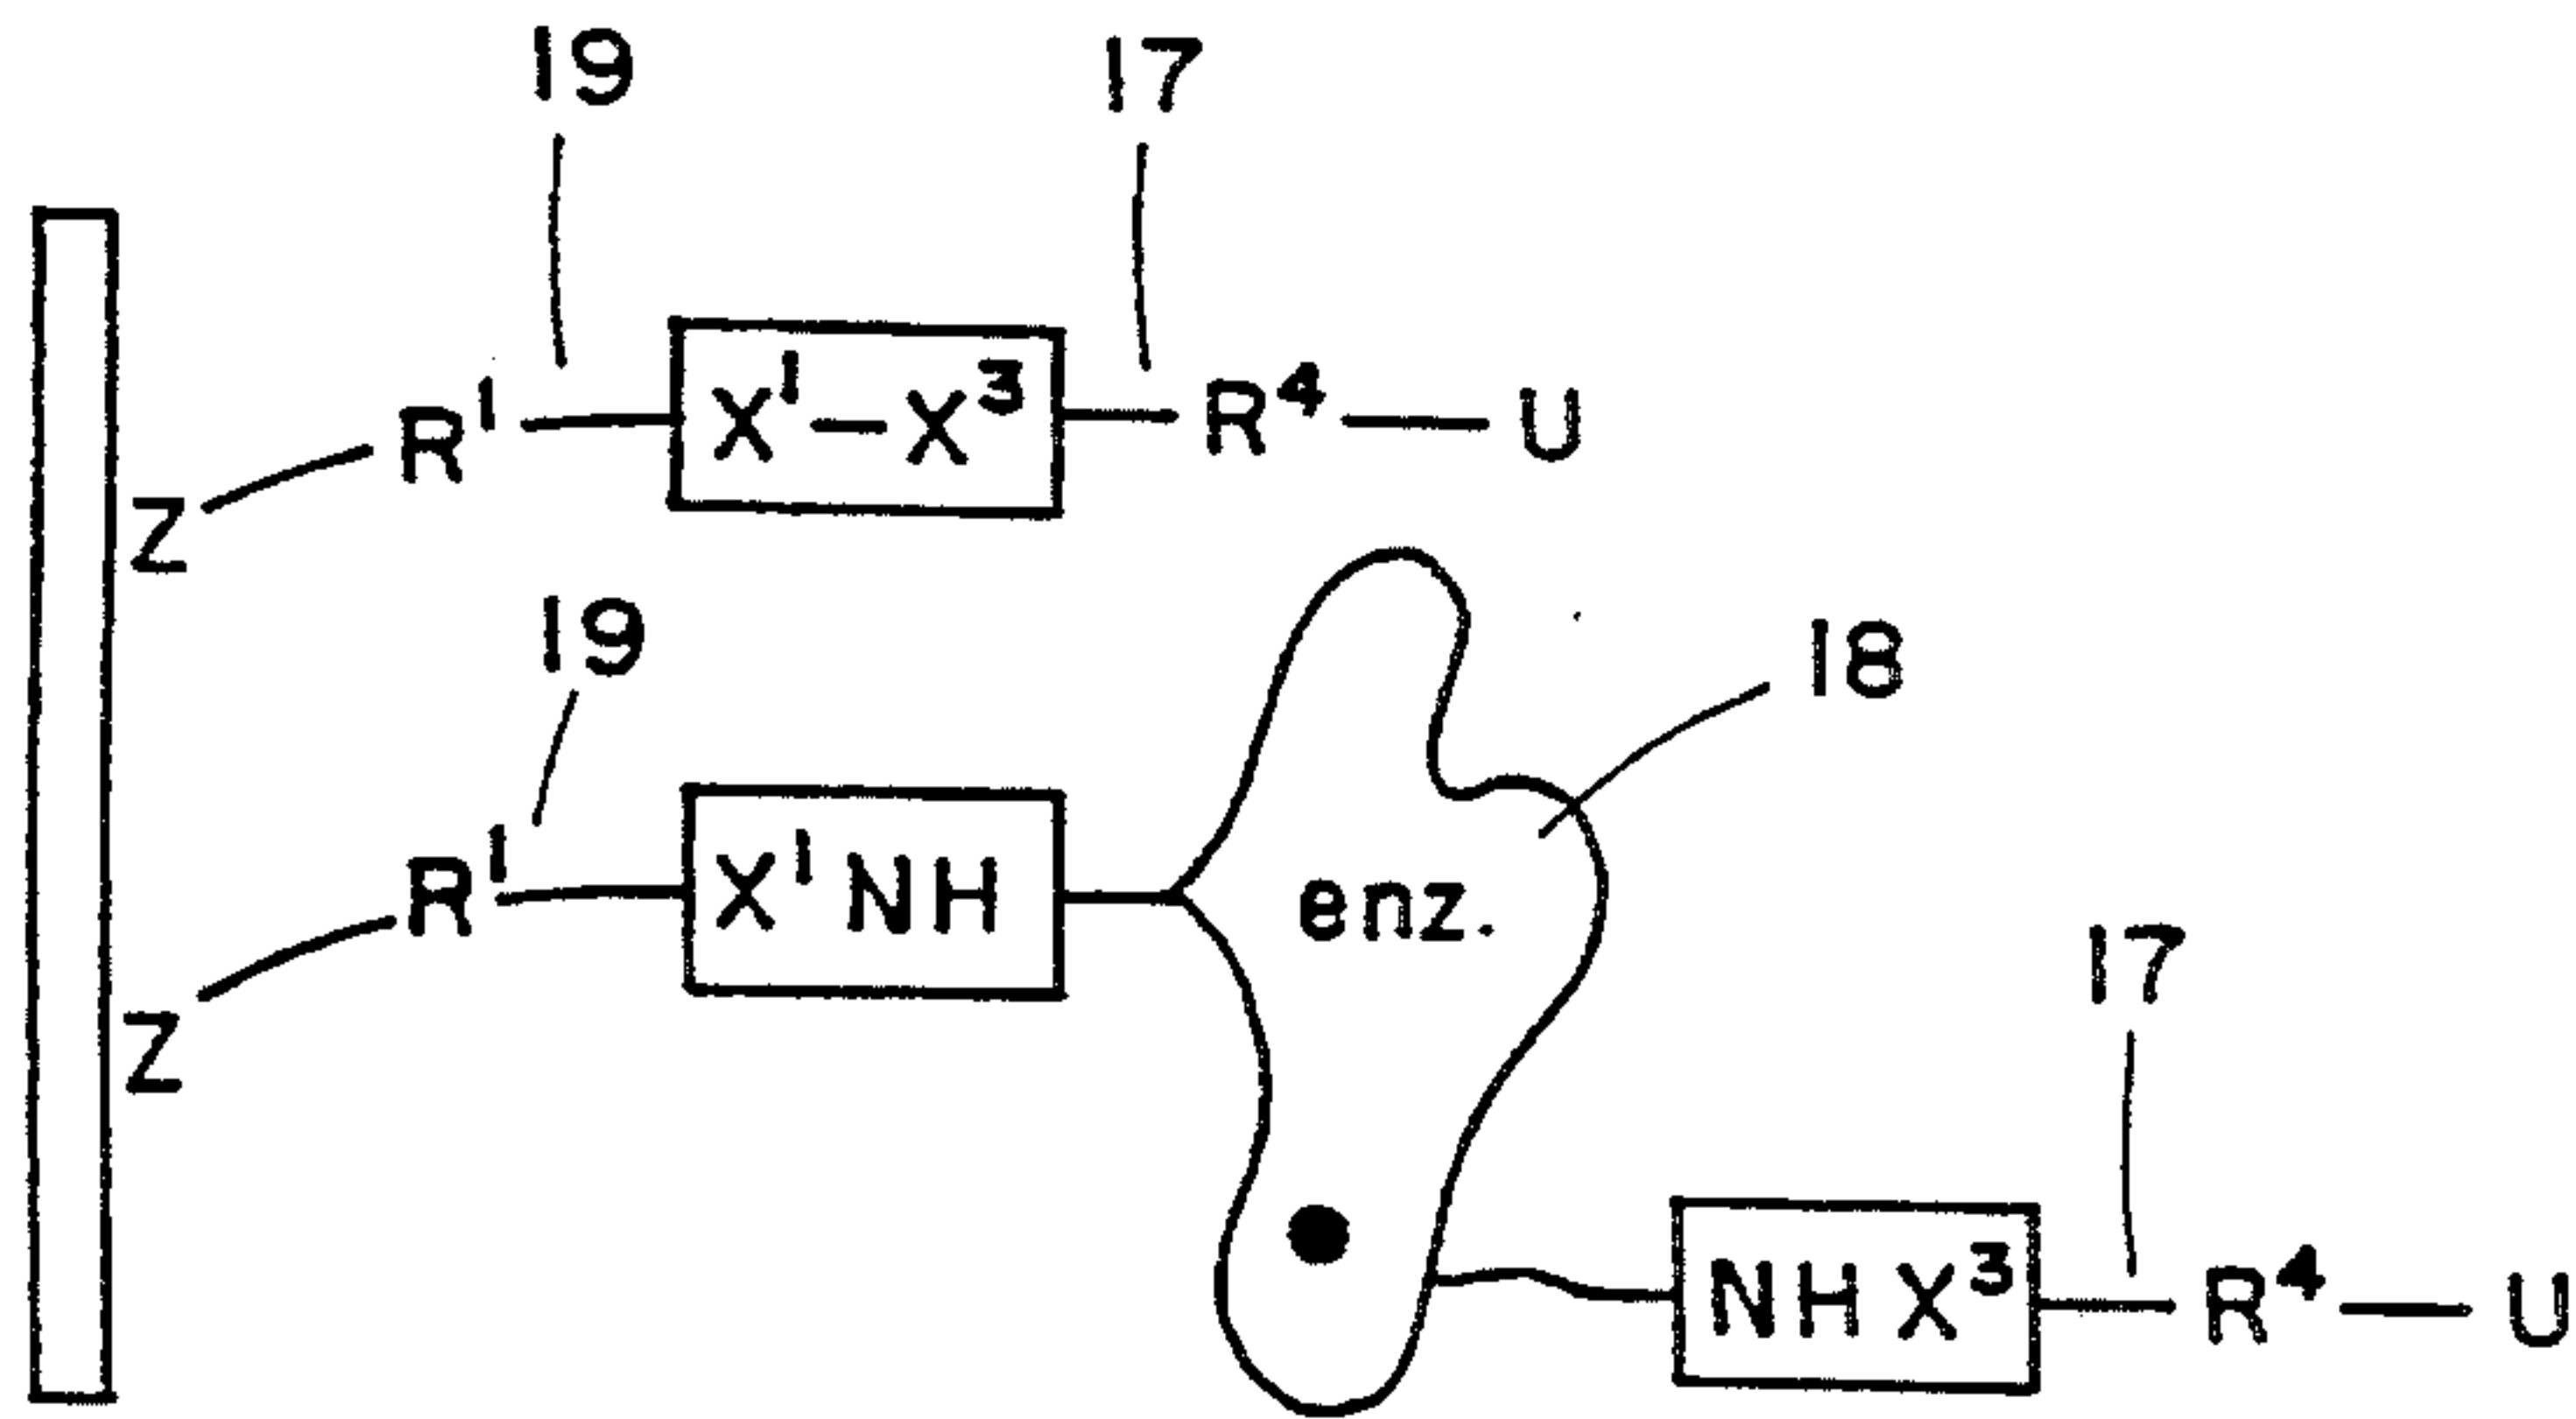 19 17
R¹ X¹-X³ R⁴ U
Z
19 18
R¹ X¹NH enz. 17
Z
NHX³ R⁴ U